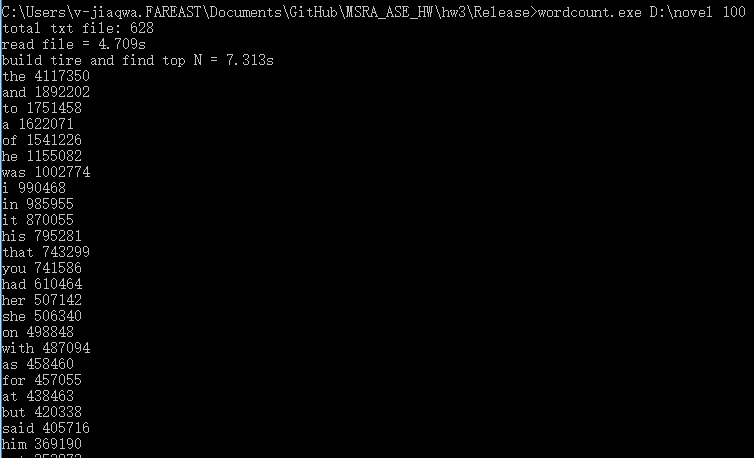 C:\Users\v-jiaqwa.FAREAST\Documents\GitHub\MSRA_ASE_HW\hw3\Release>wordcount.exe D:\novel 100
total txt file: 628
read file = 4.709s
build tire and find top N = 7.313s
the 4117350
and 1892202
to 1751458
a 1622071
of 1541226
he 1155082
was 1002774
i 990468
in 985955
it 870055
his 795281
that 743299
you 741586
had 610464
her 507142
she 506340
on 498848
with 487094
as 458460
for 457055
at 438463
but 420338
said 405716
him 369190